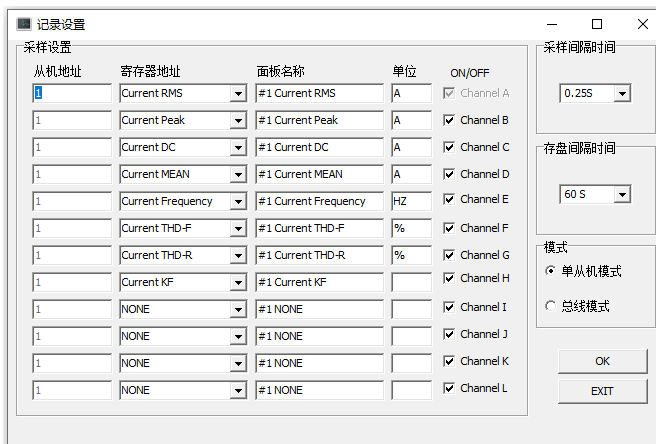 记录设置
采样设置
从机地址 寄存器地址 面板名称 单位 ON/OFF
1 Current RMS #1 Current RMS A Channel A
1 Current Peak #1 Current Peak A Channel B
1 Current DC #1 Current DC A Channel C
1 Current MEAN #1 Current MEAN A Channel D
1 Current Frequency #1 Current Frequency HZ Channel E
1 Current THD-F #1 Current THD-F % Channel F
1 Current THD-R #1 Current THD-R % Channel G
1 Current KF #1 Current KF Channel H
1 NONE #1 NONE Channel I
1 NONE #1 NONE Channel J
1 NONE #1 NONE Channel K
1 NONE #1 NONE Channel L
采样间隔时间
0.25S
存盘间隔时间
60 S
模式
单从机模式
总线模式
OK
EXIT